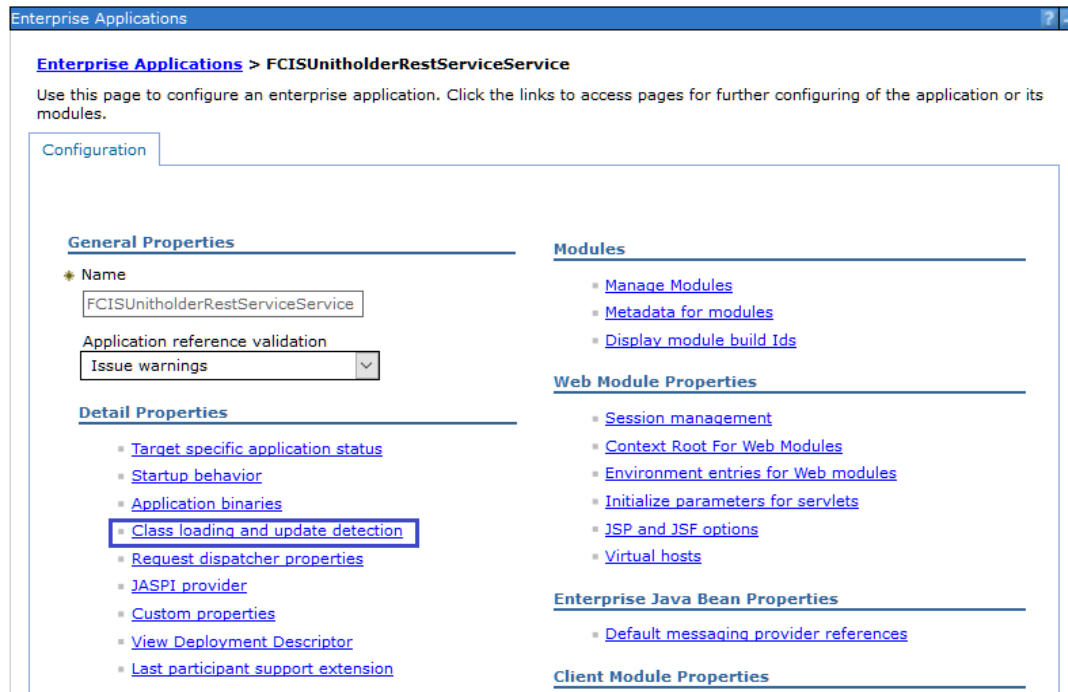 Enterprise Applications
?
Enterprise Applications > FCISUnitholderRestServiceService
Use this page to configure an enterprise application. Click the links to access pages for further configuring of the application or its
modules.
Configuration
General Properties
Name
FCISUnitholderRestServiceService
Application reference validation
Issue warnings
Detail Properties
Target specific application status
Startup behavior
Application binaries
Class loading and update detection
Request dispatcher properties
JASPI provider
Custom properties
View Deployment Descriptor
Last participant support extension
Modules
Manage Modules
Metadata for modules
Display module build Ids
Web Module Properties
Session management
Context Root For Web Modules
Environment entries for Web modules
Initialize parameters for servlets
JSP and JSF options
Virtual hosts
Enterprise Java Bean Properties
Default messaging provider references
Client Module Properties